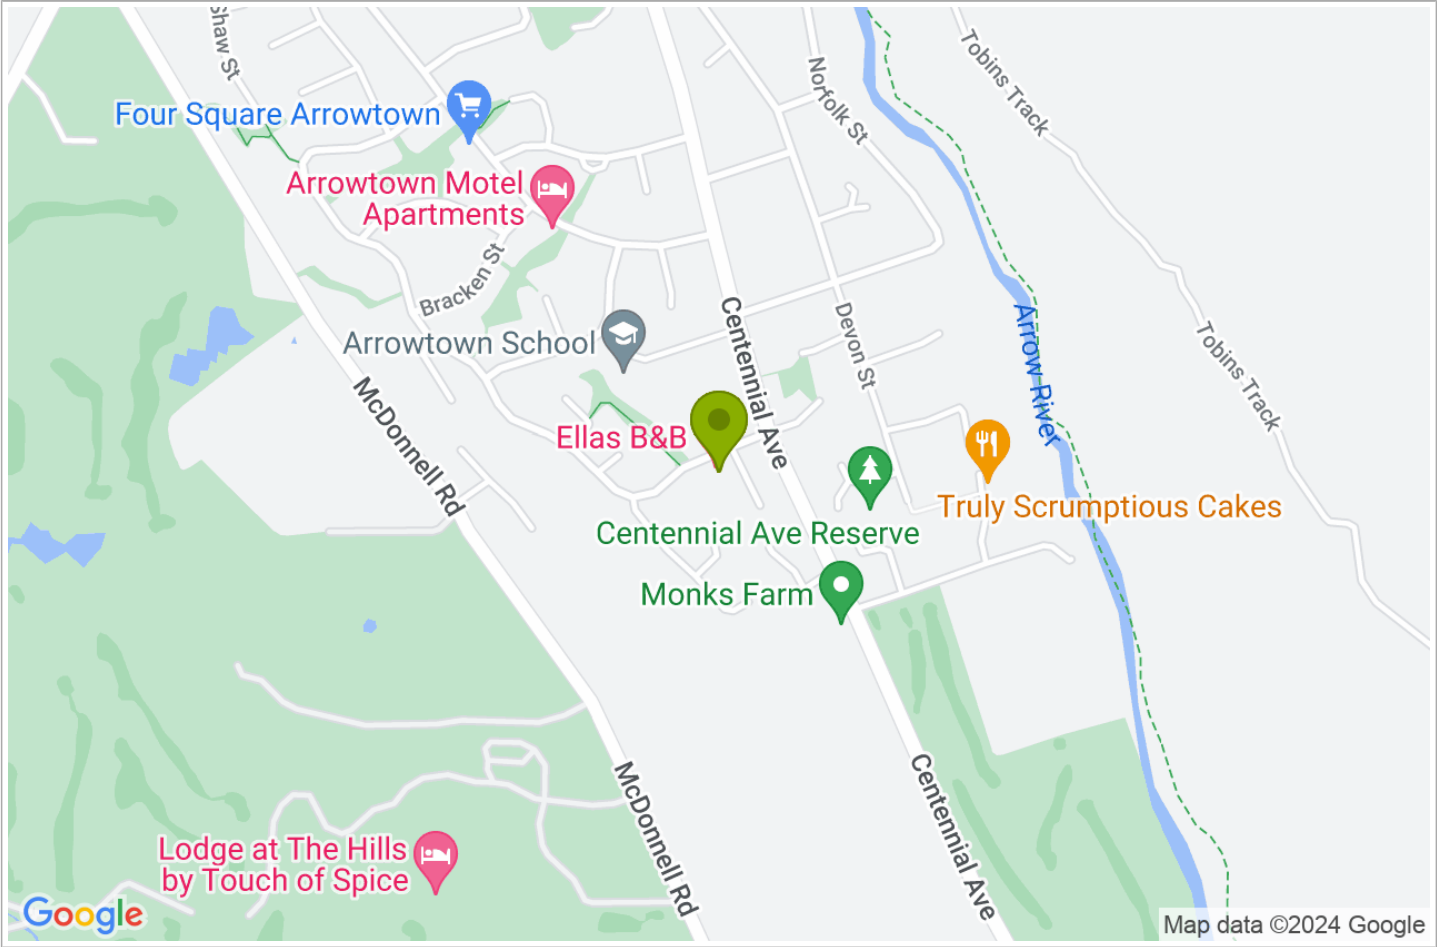 Shaw St
Tobins Track
Norfolk St
Four Square Arrowtown
Arrowtown Motel
Apartments
Bracken St
Arrowtown School
Centennial Ave
Devon St
Arrow River
Tobins Track
McDonnell Rd
Ellas B&B
Truly Scrumptious Cakes
Centennial Ave Reserve
Monks Farm
McDonnell Rd
Centennial Ave
Lodge at The Hills
by Touch of Spice
Google
Map data ©2024 Google